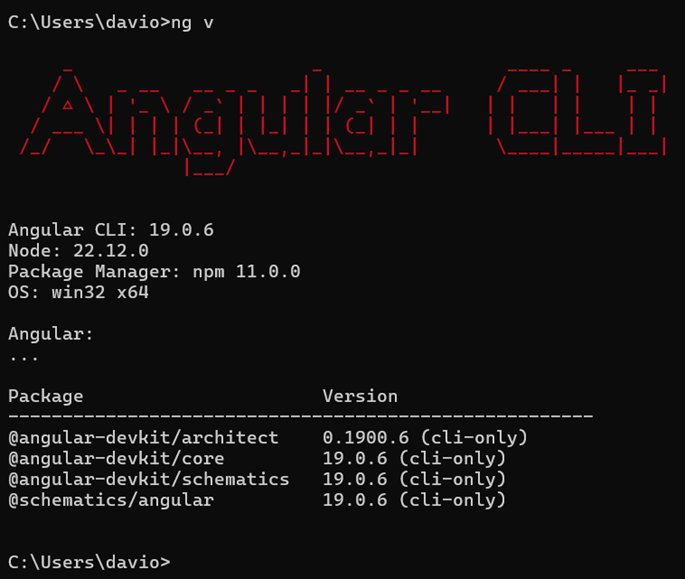 C:\Users\davio>ng v
Angular CLI
Angular CLI: 19.0.6
Node: 22.12.0
Package Manager: npm 11.0.0
OS: win32 x64
Angular:
...
Package Version
------------------------------------------------------
@angular-devkit/architect 0.1900.6 (cli-only)
@angular-devkit/core 19.0.6 (cli-only)
@angular-devkit/schematics 19.0.6 (cli-only)
@schematics/angular 19.0.6 (cli-only)
C:\Users\davio>